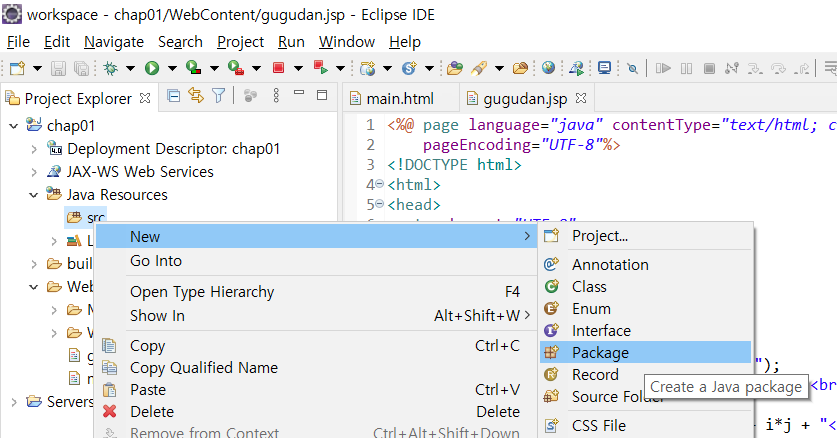 workspace - chap01/WebContent/gugudan.jsp - Eclipse IDE
File Edit Navigate Search Project Run Window Help
Project Explorer
main.html
gugudan.jsp
chap01
Deployment Descriptor: chap01
JAX-WS Web Services
Java Resources
src
L
buil
Web
Servers
1 <%@ page language="java" contentType="text/html; c
2 pageEncoding="UTF-8"%>
3 <!DOCTYPE html>
4 <html>
5 <head>
New
Go Into
Open Type Hierarchy F4
Show In Alt+Shift+W
Copy Ctrl+C
Copy Qualified Name
Paste Ctrl+V
Delete Delete
Remove from Context Ctrl+Alt+Shift+Down
Project...
Annotation
Class
Enum
Interface
Package
Record
Source Folder
CSS File
Create a Java package
");
<br
i*j + "<